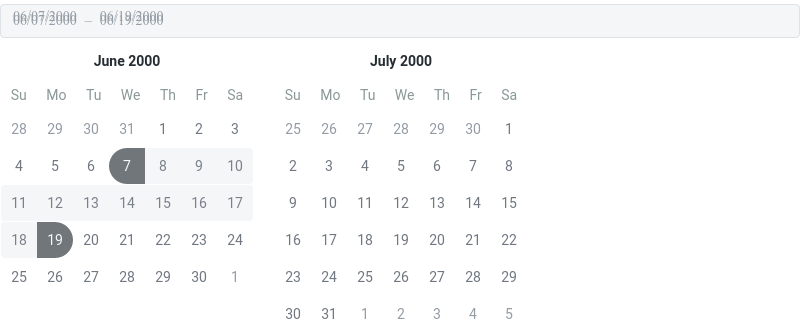 06/07/2000 – 06/19/2000
June 2000
Su Mo Tu We Th Fr Sa
28 29 30 31 1 2 3
4 5 6 7 8 9 10
11 12 13 14 15 16 17
18 19 20 21 22 23 24
25 26 27 28 29 30 1
July 2000
Su Mo Tu We Th Fr Sa
25 26 27 28 29 30 1
2 3 4 5 6 7 8
9 10 11 12 13 14 15
16 17 18 19 20 21 22
23 24 25 26 27 28 29
30 31 1 2 3 4 5